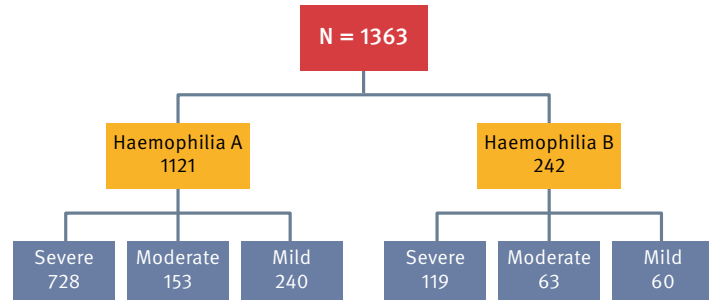 N = 1363
Haemophilia A
1121
Haemophilia B
242
Severe
728
Moderate
153
Mild
240
Severe
119
Moderate
63
Mild
60